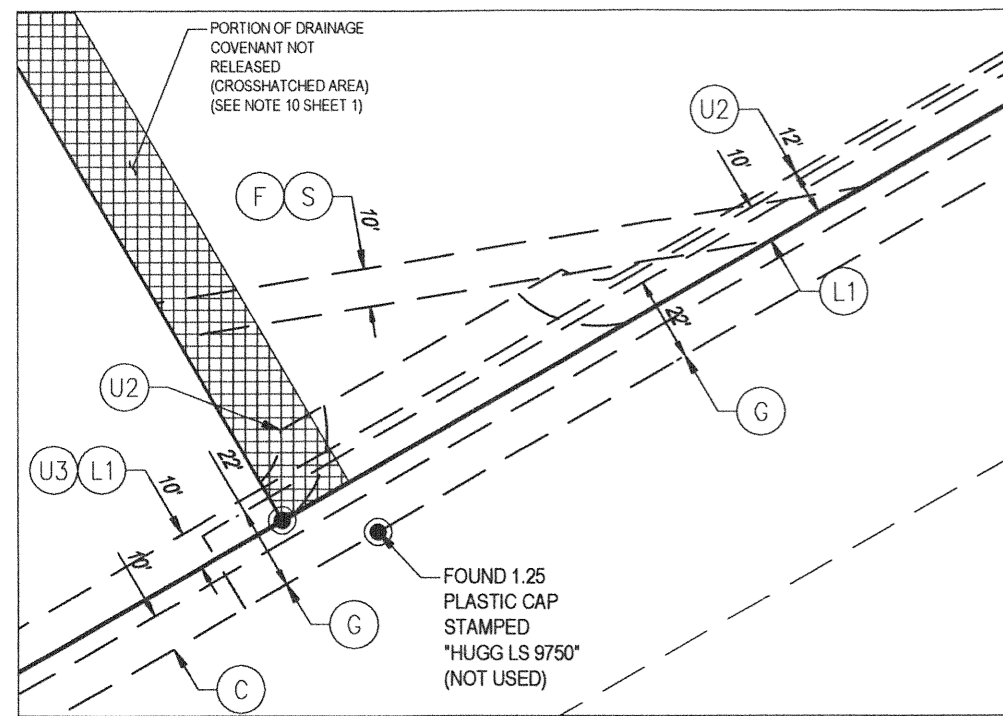 PORTION OF DRAINAGE
COVENANT NOT
RELEASED
(CROSSHATCHED AREA)
(SEE NOTE 10 SHEET 1)
U2
12'
10'
F S
10'
L1
22'
G
U2
22'
U3 L1
10'
10'
G
C
FOUND 1.25
PLASTIC CAP
STAMPED
"HUGG LS 9750"
(NOT USED)